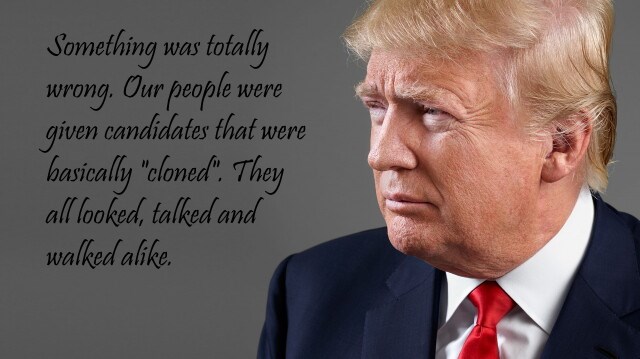 Something was totally
wrong. Our people were
given candidates that were
basically "cloned". They
all looked, talked and
walked alike.